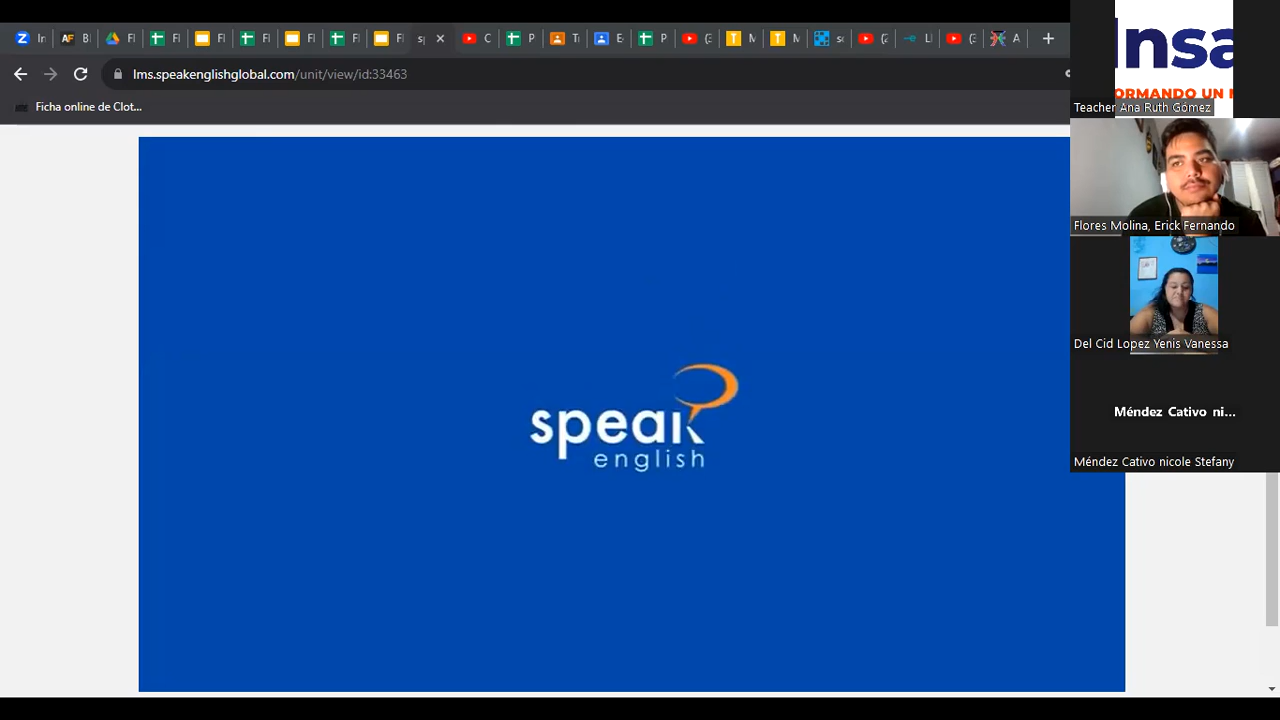 lms.speakenglishglobal.com/unit/view/id:33463
Ficha online de Clot...
speak
english
Insa
ORMANDO UN
Teacher Ana Ruth Gómez
Flores Molina, Erick Fernando
Del Cid Lopez Yenis Vanessa
Méndez Cativo ni...
Méndez Cativo nicole Stefany